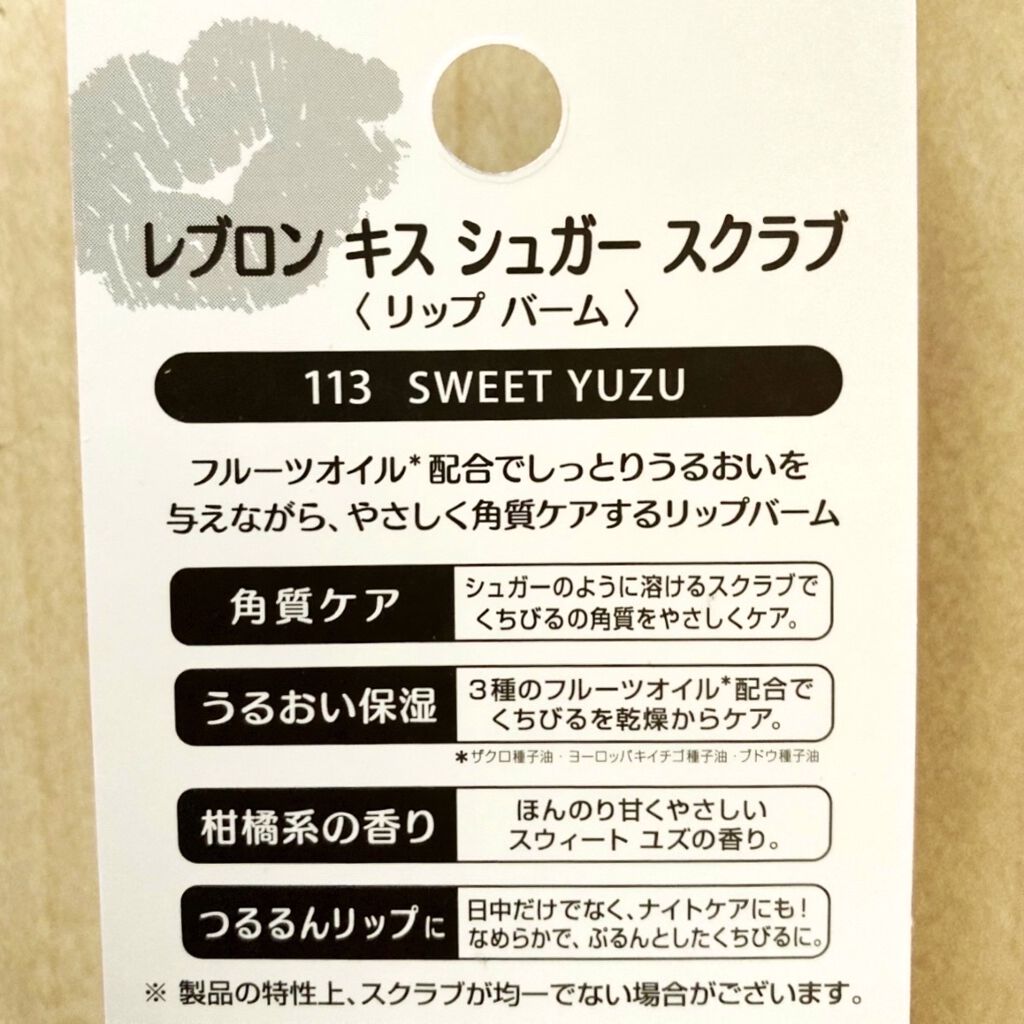 レブロン キス シュガー スクラブ
〈 リップ バーム 〉
113 SWEET YUZU
フルーツオイル*配合でしっとりうるおいを
与えながら、やさしく角質ケアするリップバーム
角質ケア
シュガーのように溶けるスクラブで
くちびるの角質をやさしくケア。
うるおい保湿
3種のフルーツオイル*配合で
くちびるを乾燥からケア。
*ザクロ種子油・ヨーロッパキイチゴ種子油・ブドウ種子油
柑橘系の香り
ほんのり甘くやさしい
スウィート ユズの香り。
つるるんリップに
日中だけでなく、ナイトケアにも!
なめらかで、ぷるんとしたくちびるに。
※ 製品の特性上、スクラブが均一でない場合がございます。